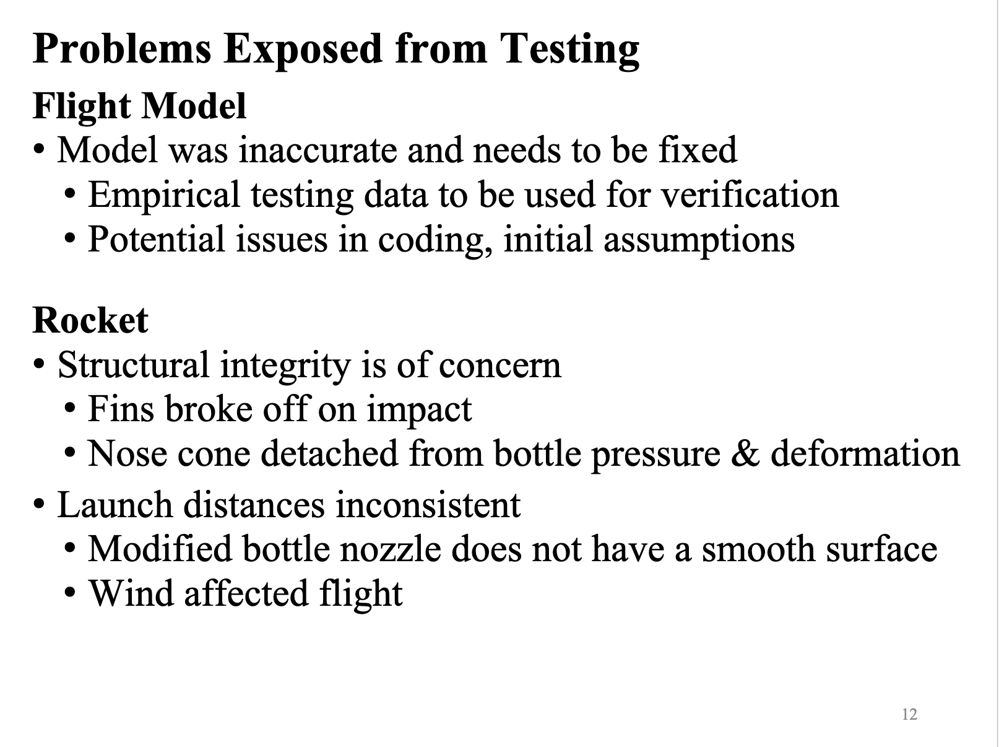 Problems Exposed from Testing
Flight Model
• Model was inaccurate and needs to be fixed
• Empirical testing data to be used for verification
• Potential issues in coding, initial assumptions
Rocket
• Structural integrity is of concern
• Fins broke off on impact
• Nose cone detached from bottle pressure & deformation
• Launch distances inconsistent
• Modified bottle nozzle does not have a smooth surface
• Wind affected flight
12